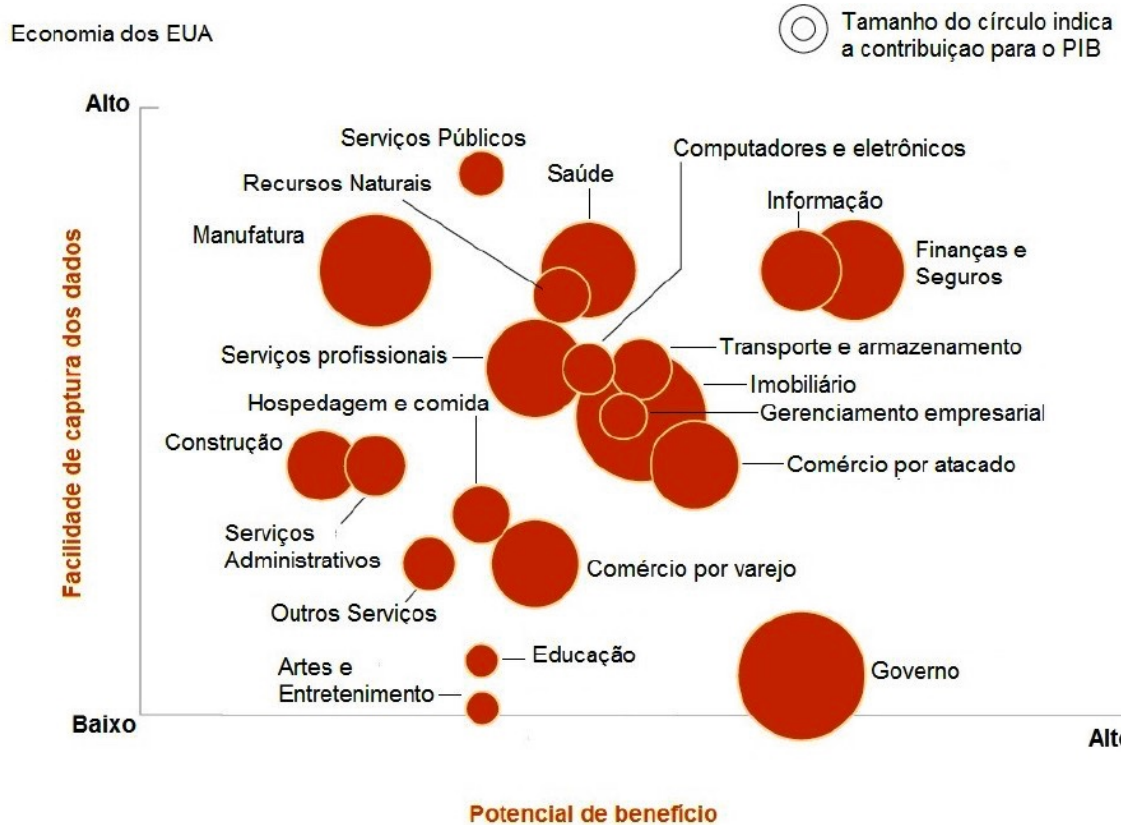 Economia dos EUA
Tamanho do círculo indica
a contribuiçao para o PIB
Alto
Serviços Públicos
Computadores e eletrônicos
Recursos Naturais
Saúde
Informação
Manufatura
Finanças e
Seguros
Serviços profissionais
Transporte e armazenamento
Imobiliário
Hospedagem e comida
Gerenciamento empresarial
Construção
Comércio por atacado
Serviços
Administrativos
Comércio por varejo
Outros Serviços
Educação
Artes e
Entretenimento
Governo
Baixo
Alto
Facilidade de captura dos dados
Potencial de benefício